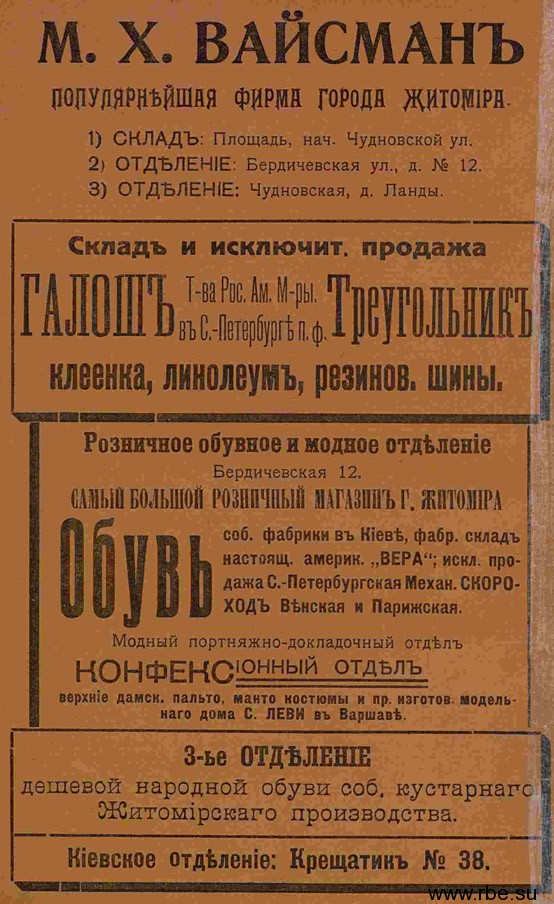 М. Х. ВАЙСМАНЪ
ПОПУЛЯРНѢЙШАЯ ФИРМА ГОРОДА ЖИТОМІРА.
1) СКЛАДЪ: Площадь, нач. Чудновской ул.
2) ОТДѢЛЕНІЕ: Бердичевская ул., д. № 12.
3) ОТДѢЛЕНІЕ: Чудновская, д. Ланды.
Складъ и исключит. продажа
ГАЛОШЪ Т-ва Рос. Ам. М-ры. въ С.-Петербургѣ п. ф. Треугольникъ
клеенка, линолеумъ, резинов. шины.
Розничное обувное и модное отдѣленіе
Бердичевская 12.
САМЫЙ БОЛЬШОЙ РОЗНИЧНЫЙ МАГАЗИНЪ Г. ЖИТОМІРА
Обувь
соб. фабрики въ Кіевѣ, фабр. складъ
настоящ. америк. „ВЕРА“; искл. про-
дажа С.-Петербургская Механ. СКОРО-
ХОДЪ Вѣнская и Парижская.
Модный портняжно-докладочный отдѣлъ
КОНФЕКСІОННЫЙ ОТДѢЛЪ
верхніе дамск. пальто, манто костюмы и пр. изготов. модель-
наго дома С. ЛЕВИ въ Варшавѣ.
3-ье ОТДѢЛЕНІЕ
дешевой народной обуви соб. кустарнаго
Житомірскаго производства.
Кіевское отдѣленіе: Крещатикъ № 38.
www.rbe.su